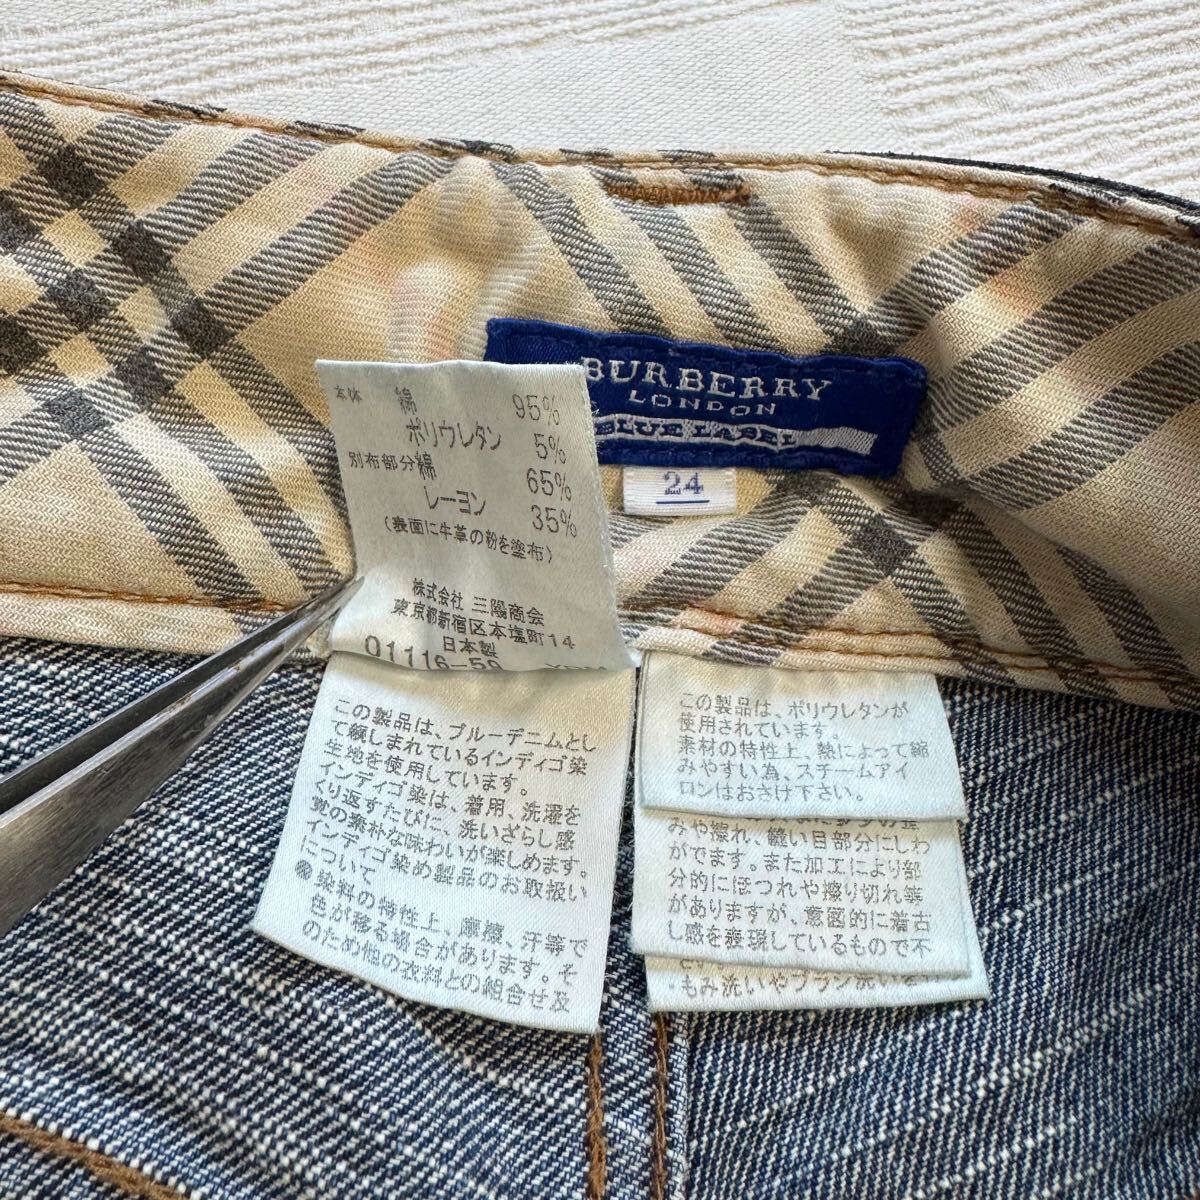 BURBERRY
LONDON
BLUE LABEL
24
本体 綿 95%
ポリウレタン 5%
別布部分綿 65%
レーヨン 35%
(表面に牛革の粉を塗布)
株式会社 三陽商会
東京都新宿区本塩町14
日本製
01116-59
この製品は、ブルーデニムとし
て親しまれているインディゴ染
生地を使用しています。
インディゴ染は、着用、洗濯を
くり返すたびに、洗いざらし感
覚の素朴な味わいが楽しめます。
インディゴ染め製品のお取扱い
について
染料の特性上、摩擦、汗等で
色が移る場合があります。そ
のため他の衣料との組合せ及
この製品は、ポリウレタンが
使用されています。
素材の特性上、熱によって縮
みやすい為、スチームアイ
ロンはおさけ下さい。
みや擦れ、縫い目部分にしわ
がでます。また加工により部
分的にほつれや擦り切れ等
がありますが、意図的に着古
し感を表現しているもので不
もみ洗いやブラシ洗い